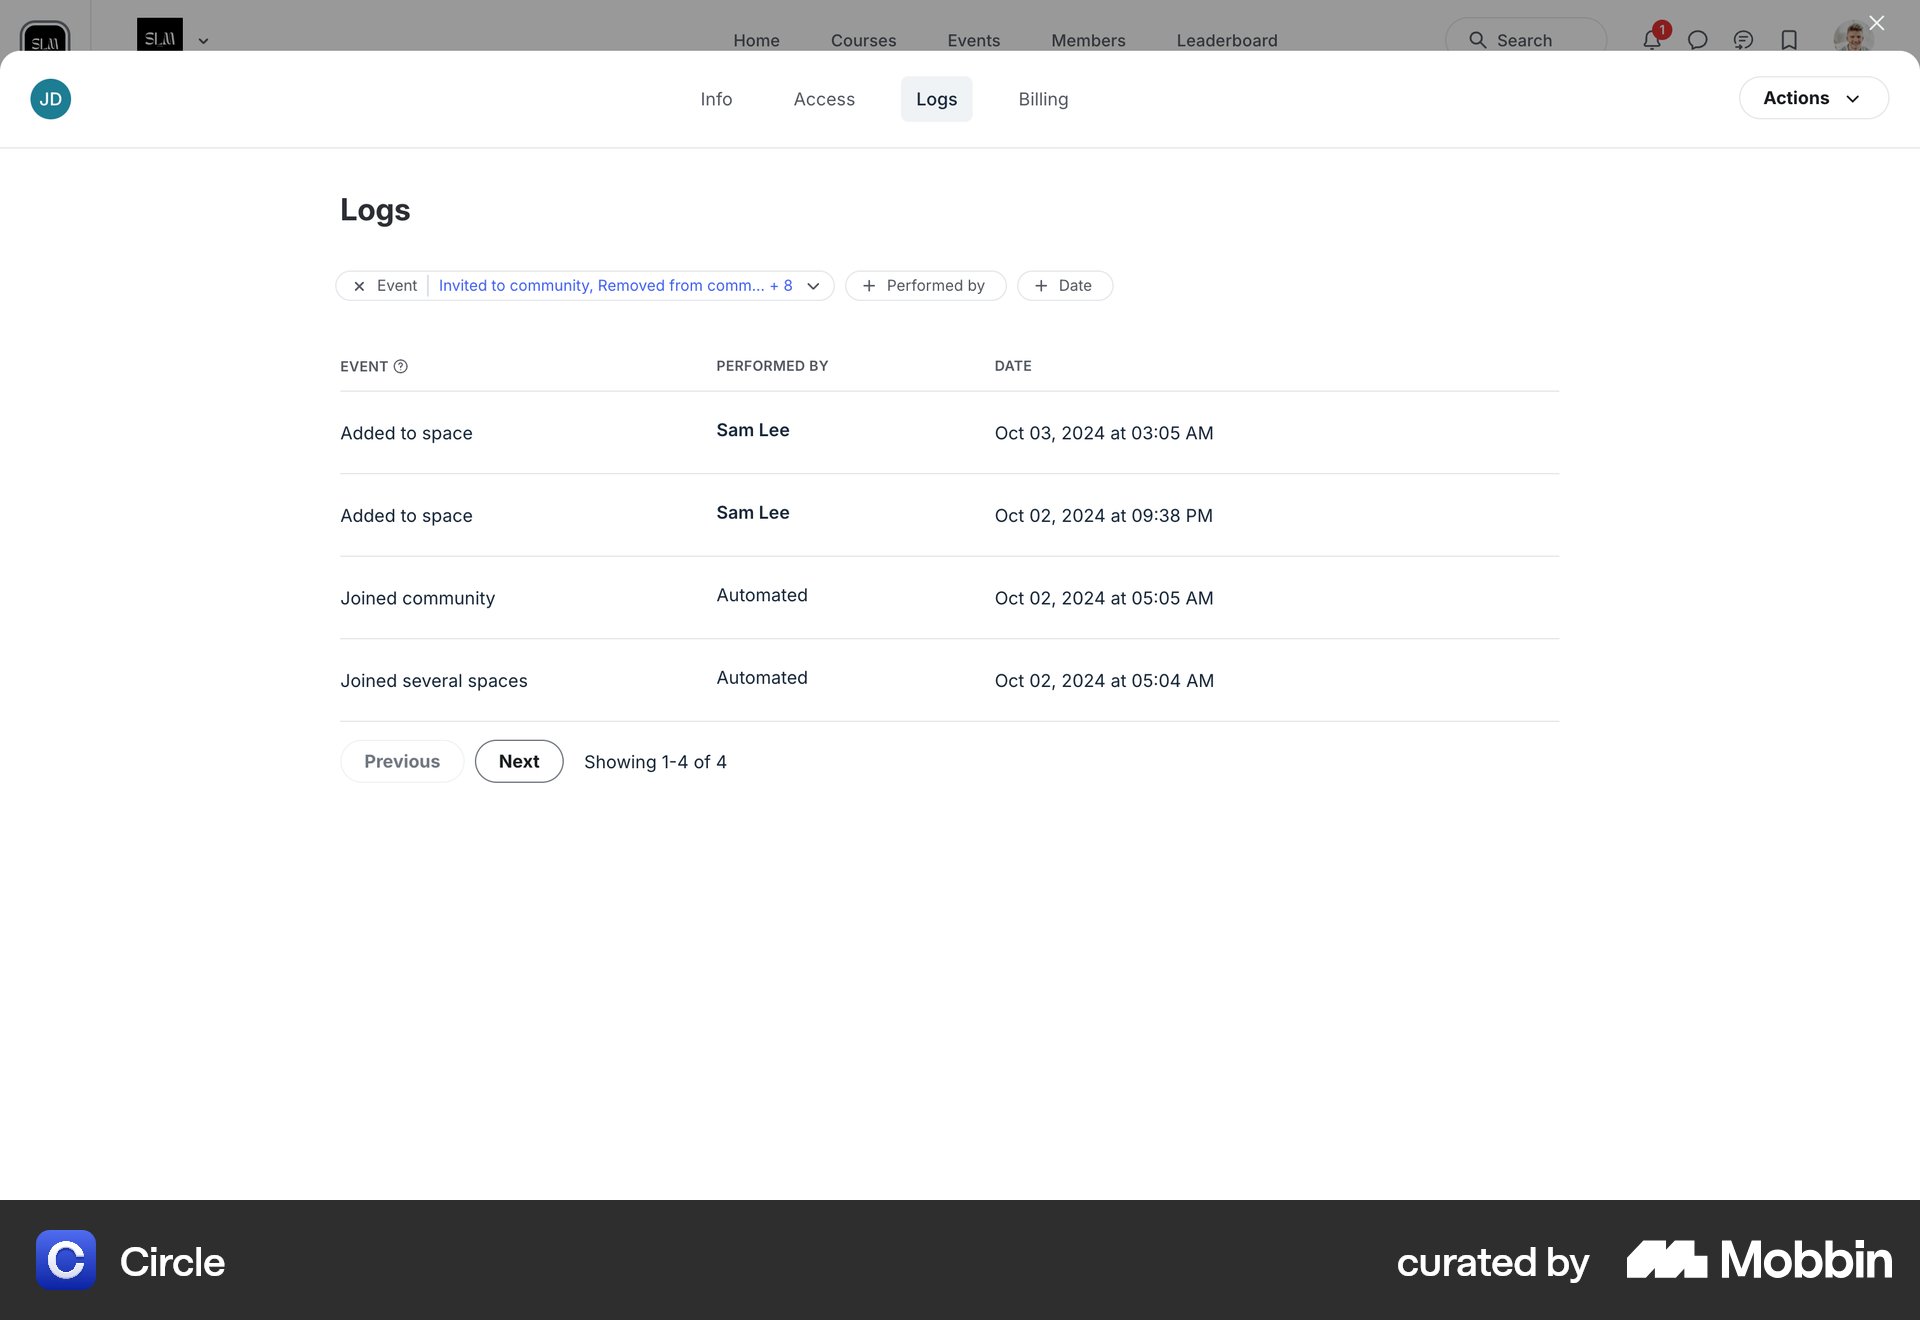 SLM
SLM
Home
Courses
Events
Members
Leaderboard
Search
1
JD
Info
Access
Logs
Billing
Actions
Logs
Event
Invited to community, Removed from comm... + 8
Performed by
Date
EVENT
PERFORMED BY
DATE
Added to space
Sam Lee
Oct 03, 2024 at 03:05 AM
Added to space
Sam Lee
Oct 02, 2024 at 09:38 PM
Joined community
Automated
Oct 02, 2024 at 05:05 AM
Joined several spaces
Automated
Oct 02, 2024 at 05:04 AM
Previous
Next
Showing 1-4 of 4
C
Circle
curated by
Mobbin